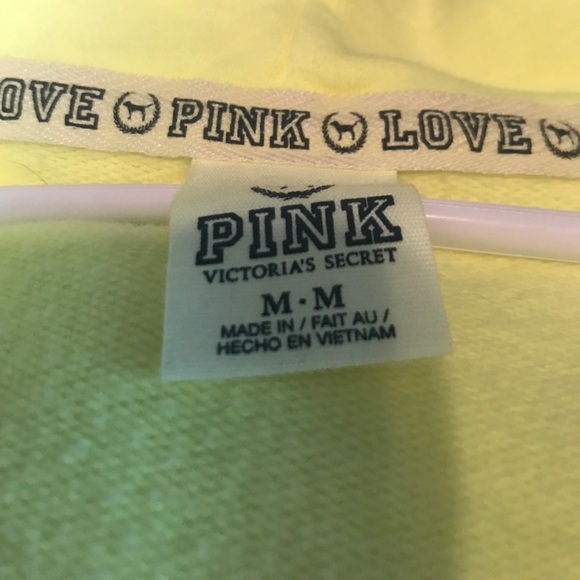 OVE PINK LOVE
PINK
VICTORIA'S SECRET
M·M
MADE IN / FAIT AU /
HECHO EN VIETNAM